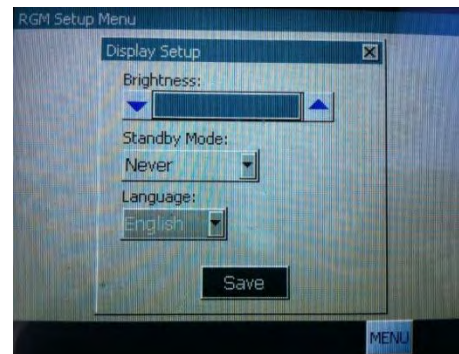 RGM Setup Menu
Display Setup
Brightness:
Standby Mode:
Never
Language:
English
Save
MENU